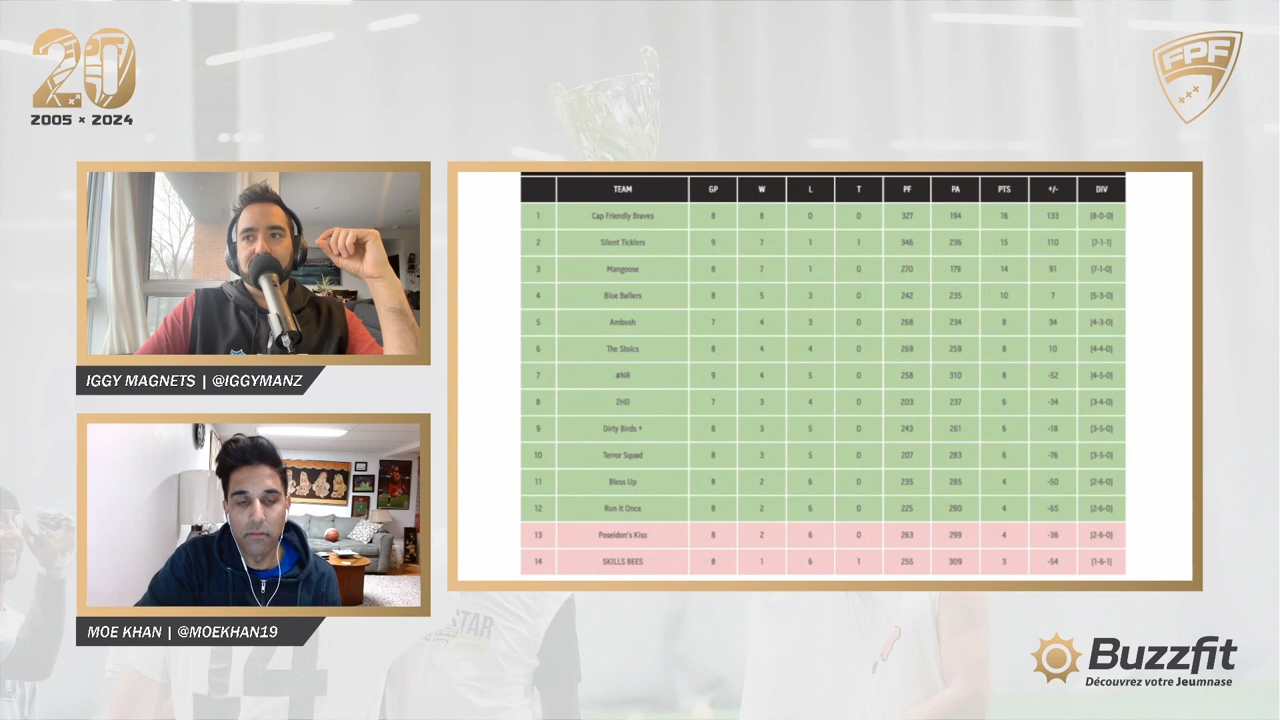 20
2005 × 2024
FPF
IGGY MAGNETS | @IGGYMANZ
MOE KHAN | @MOEKHAN19
TEAM GP W L T PF PA PTS +/- DIV
1 Cap Friendly Braves 8 8 0 0 327 194 16 133 (8-0-0)
2 Silent Ticklers 9 7 1 1 346 236 15 110 (7-1-1)
3 Mangoose 8 7 1 0 270 179 14 91 (7-1-0)
4 Blue Ballers 8 5 3 0 242 235 10 7 (5-3-0)
5 Ambush 7 4 3 0 268 234 8 34 (4-3-0)
6 The Stoics 8 4 4 0 269 259 8 10 (4-4-0)
7 #NR 9 4 5 0 258 310 8 -52 (4-5-0)
8 2HD 7 3 4 0 203 237 6 -34 (3-4-0)
9 Dirty Birds + 8 3 5 0 243 261 6 -18 (3-5-0)
10 Terror Squad 8 3 5 0 207 283 6 -76 (3-5-0)
11 Bless Up 8 2 6 0 235 285 4 -50 (2-6-0)
12 Run it Once 8 2 6 0 225 290 4 -65 (2-6-0)
13 Poseidon's Kiss 8 2 6 0 263 299 4 -36 (2-6-0)
14 SKILLS BEES 8 1 6 1 255 309 3 -54 (1-6-1)
STAR
14
Buzzfit
Découvrez votre Jeumnase